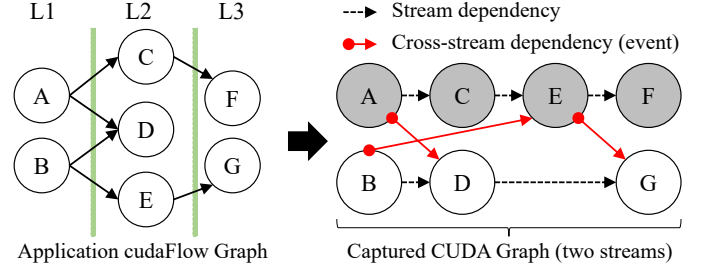 L1 L2 L3
A
B
C
D
E
F
G
Application cudaFlow Graph
Stream dependency
Cross-stream dependency (event)
A C E F
B D G
Captured CUDA Graph (two streams)